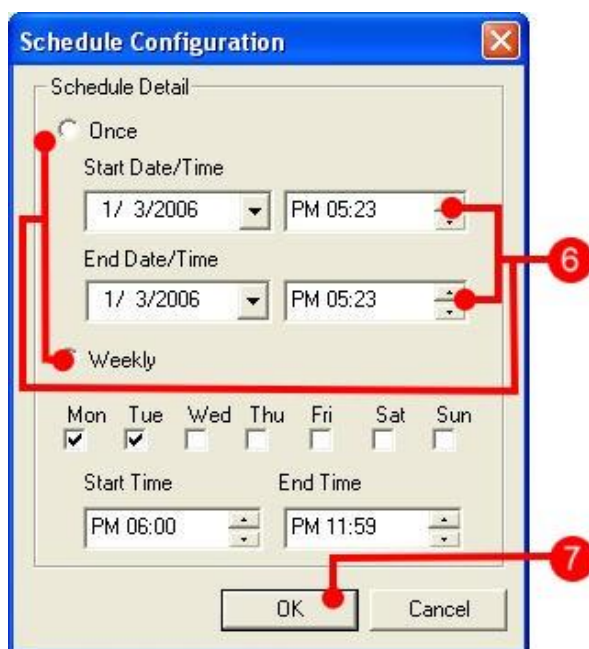 Schedule Configuration
Schedule Detail
Once
Start Date/Time
1/ 3/2006 PM 05:23
6
End Date/Time
1/ 3/2006 PM 05:23
Weekly
Mon Tue Wed Thu Fri Sat Sun
Start Time End Time
PM 06:00 PM 11:59
7
OK Cancel